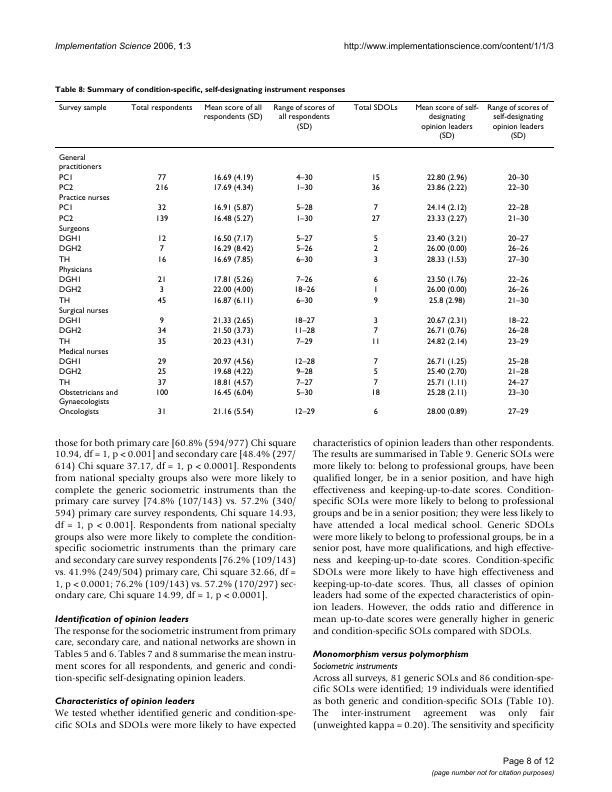 Implementation Science 2006, 1:3
http://www.implementationscience.com/content/1/1/3
Table 8: Summary of condition-specific, self-designating instrument responses
Survey sample Total respondents Mean score of all respondents (SD) Range of scores of all respondents (SD) Total SDOLs Mean score of self-designating opinion leaders (SD) Range of scores of self-designating opinion leaders (SD)
General
practitioners
PC1 77 16.69 (4.19) 4–30 15 22.80 (2.96) 20–30
PC2 216 17.69 (4.34) 1–30 36 23.86 (2.22) 22–30
Practice nurses
PC1 32 16.91 (5.87) 5–28 7 24.14 (2.12) 22–28
PC2 139 16.48 (5.27) 1–30 27 23.33 (2.27) 21–30
Surgeons
DGH1 12 16.50 (7.17) 5–27 5 23.40 (3.21) 20–27
DGH2 7 16.29 (8.42) 5–26 2 26.00 (0.00) 26–26
TH 16 16.69 (7.85) 6–30 3 28.33 (1.53) 27–30
Physicians
DGH1 21 17.81 (5.26) 7–26 6 23.50 (1.76) 22–26
DGH2 3 22.00 (4.00) 18–26 1 26.00 (0.00) 26–26
TH 45 16.87 (6.11) 6–30 9 25.8 (2.98) 21–30
Surgical nurses
DGH1 9 21.33 (2.65) 18–27 3 20.67 (2.31) 18–22
DGH2 34 21.50 (3.73) 11–28 7 26.71 (0.76) 26–28
TH 35 20.23 (4.31) 7–29 11 24.82 (2.14) 23–29
Medical nurses
DGH1 29 20.97 (4.56) 12–28 7 26.71 (1.25) 25–28
DGH2 25 19.68 (4.22) 9–28 5 25.40 (2.70) 21–28
TH 37 18.81 (4.57) 7–27 7 25.71 (1.11) 24–27
Obstetricians and 100 16.45 (6.04) 5–30 18 25.28 (2.11) 23–30
Gynaecologists
Oncologists 31 21.16 (5.54) 12–29 6 28.00 (0.89) 27–29
those for both primary care [60.8% (594/977) Chi square
10.94, df = 1, p < 0.001] and secondary care [48.4% (297/
614) Chi square 37.17, df = 1, p < 0.0001]. Respondents
from national specialty groups also were more likely to
complete the generic sociometric instruments than the
primary care survey [74.8% (107/143) vs. 57.2% (340/
594) primary care survey respondents, Chi square 14.93,
df = 1, p < 0.001]. Respondents from national specialty
groups also were more likely to complete the condition-
specific sociometric instruments than the primary care
and secondary care survey respondents [76.2% (109/143)
vs. 41.9% (249/504) primary care, Chi square 32.66, df =
1, p < 0.0001; 76.2% (109/143) vs. 57.2% (170/297) sec-
ondary care, Chi square 14.99, df = 1, p < 0.0001].
Identification of opinion leaders
The response for the sociometric instrument from primary
care, secondary care, and national networks are shown in
Tables 5 and 6. Tables 7 and 8 summarise the mean instru-
ment scores for all respondents, and generic and condi-
tion-specific self-designating opinion leaders.
Characteristics of opinion leaders
We tested whether identified generic and condition-spe-
cific SOLs and SDOLs were more likely to have expected
characteristics of opinion leaders than other respondents.
The results are summarised in Table 9. Generic SOLs were
more likely to: belong to professional groups, have been
qualified longer, be in a senior position, and have high
effectiveness and keeping-up-to-date scores. Condition-
specific SOLs were more likely to belong to professional
groups and be in a senior position; they were less likely to
have attended a local medical school. Generic SDOLs
were more likely to belong to professional groups, be in a
senior post, have more qualifications, and high effective-
ness and keeping-up-to-date scores. Condition-specific
SDOLs were more likely to have high effectiveness and
keeping-up-to-date scores. Thus, all classes of opinion
leaders had some of the expected characteristics of opin-
ion leaders. However, the odds ratio and difference in
mean up-to-date scores were generally higher in generic
and condition-specific SOLs compared with SDOLs.
Monomorphism versus polymorphism
Sociometric instruments
Across all surveys, 81 generic SOLs and 86 condition-spe-
cific SOLs were identified; 19 individuals were identified
as both generic and condition-specific SOLs (Table 10).
The inter-instrument agreement was only fair
(unweighted kappa = 0.20). The sensitivity and specificity
Page 8 of 12
(page number not for citation purposes)